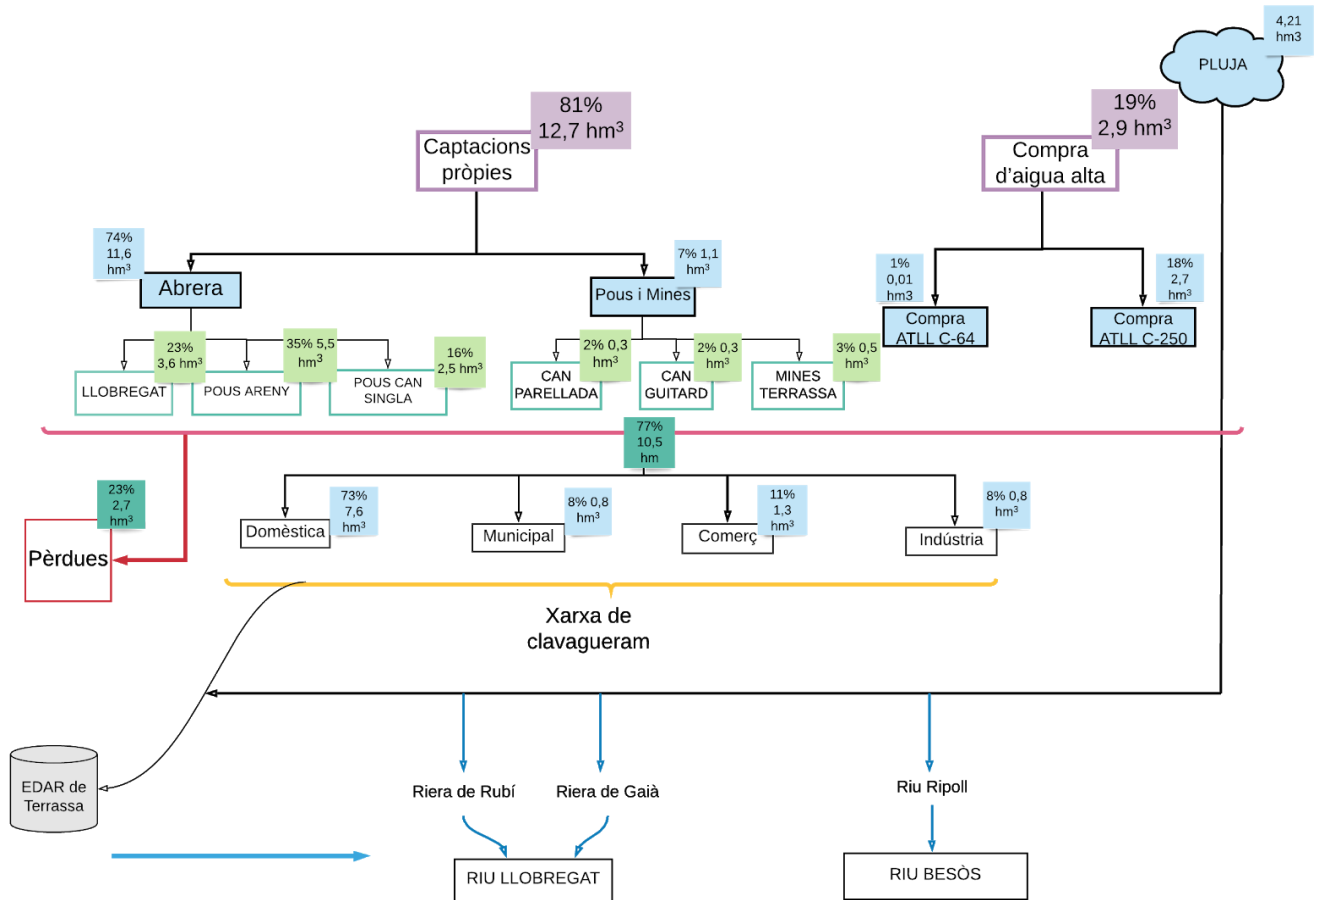 4,21
hm3
PLUJA
81%
12,7 hm³
Captacions
pròpies
19%
2,9 hm³
Compra
d'aigua alta
74%
11,6
hm³
Abrera
7% 1,1
hm³
Pous i Mines
1%
0,01
hm3
Compra
ATLL C-64
18%
2,7
hm³
Compra
ATLL C-250
23%
3,6 hm³
LLOBREGAT
35% 5,5
hm³
POUS ARENY
16%
2,5 hm³
POUS CAN
SINGLA
2% 0,3
hm³
CAN
PARELLADA
2% 0,3
hm³
CAN
GUITARD
3% 0,5
hm³
MINES
TERRASSA
77%
10,5
hm
23%
2,7
hm³
Pèrdues
73%
7,6
hm³
Domèstica
8% 0,8
hm³
Municipal
11%
1,3
hm³
Comerç
8% 0,8
hm³
Indústria
Xarxa de
clavagueram
EDAR de
Terrassa
Riera de Rubí
Riera de Gaià
Riu Ripoll
RIU LLOBREGAT
RIU BESÒS